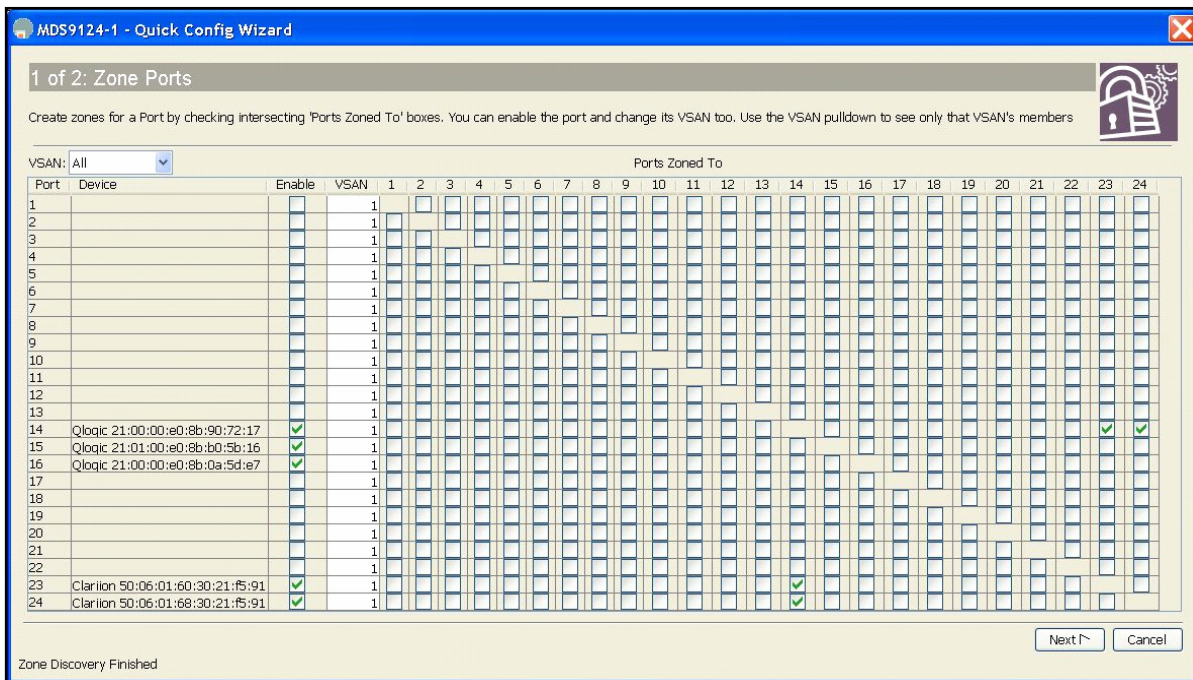 MDS9124-1 - Quick Config Wizard
1 of 2: Zone Ports
Create zones for a Port by checking intersecting 'Ports Zoned To' boxes. You can enable the port and change its VSAN too. Use the VSAN pulldown to see only that VSAN's members
VSAN: All Ports Zoned To
Port Device Enable VSAN 1 2 3 4 5 6 7 8 9 10 11 12 13 14 15 16 17 18 19 20 21 22 23 24
1 1
2 1
3 1
4 1
5 1
6 1
7 1
8 1
9 1
10 1
11 1
12 1
13 1
14 Qlogic 21:00:00:e0:8b:90:72:17 1
15 Qlogic 21:01:00:e0:8b:b0:5b:16 1
16 Qlogic 21:00:00:e0:8b:0a:5d:e7 1
17 1
18 1
19 1
20 1
21 1
22 1
23 Clariion 50:06:01:60:30:21:f5:91 1
24 Clariion 50:06:01:68:30:21:f5:91 1
Next Cancel
Zone Discovery Finished